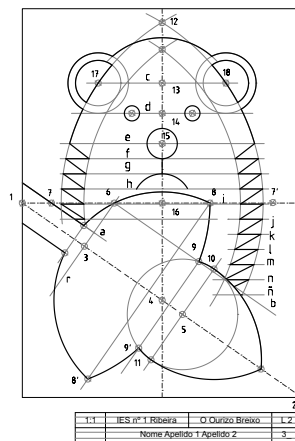 12
17
c
18
13
d
14
e
15
f
g
h
1
7
6
8
i
7'
16
j
a
k
3
l
9
10
m
r
n
ñ
4
b
5
9'
11
8'
2
1:1 IES nº 1 Ribeira O Ourizo Breixo L 2
Nome Apelido 1 Apelido 2 3